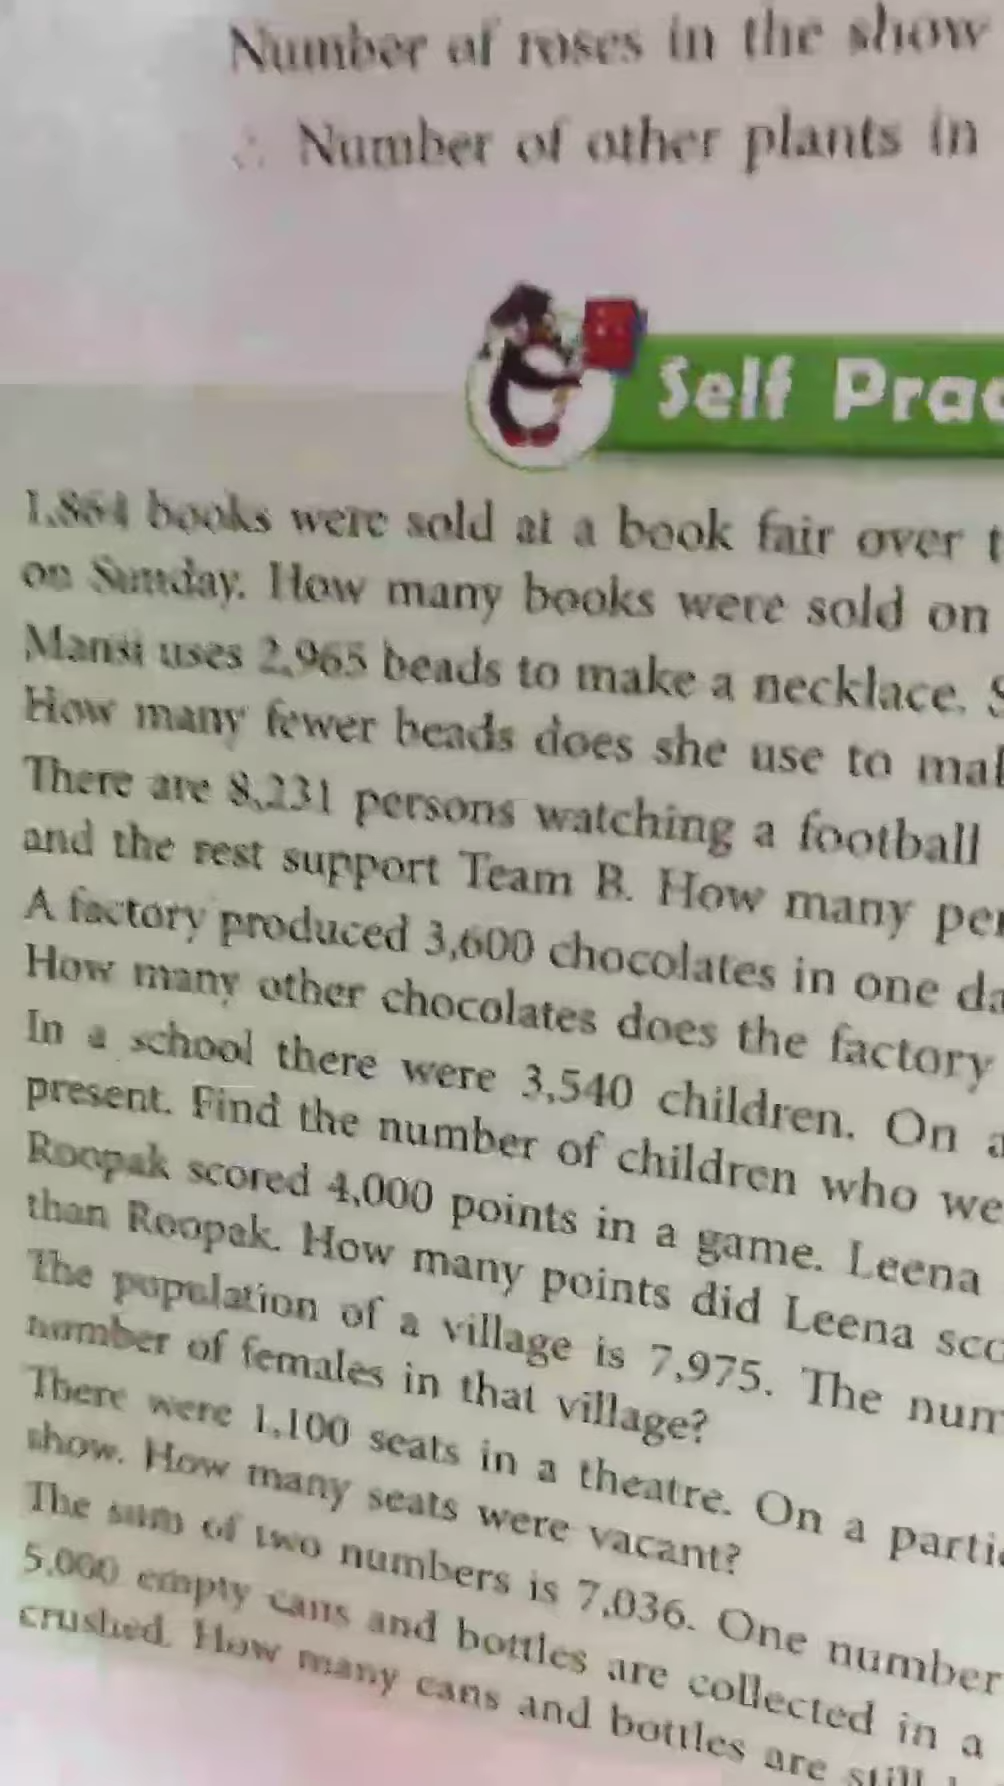 Number of roses in the show
∴ Number of other plants in
Self Prac
1,864 books were sold at a book fair over t
on Sunday. How many books were sold on
Mansi uses 2,965 beads to make a necklace. S
How many fewer beads does she use to mak
There are 8,231 persons watching a football
and the rest support Team B. How many per
A factory produced 3,600 chocolates in one da
How many other chocolates does the factory
In a school there were 3,540 children. On a
present. Find the number of children who we
Roopak scored 4,000 points in a game. Leena
than Roopak. How many points did Leena sco
The population of a village is 7,975. The num
number of females in that village?
There were 1,100 seats in a theatre. On a partic
show. How many seats were vacant?
The sum of two numbers is 7,036. One number
5,000 empty cans and bottles are collected in a
crushed. How many cans and bottles are still